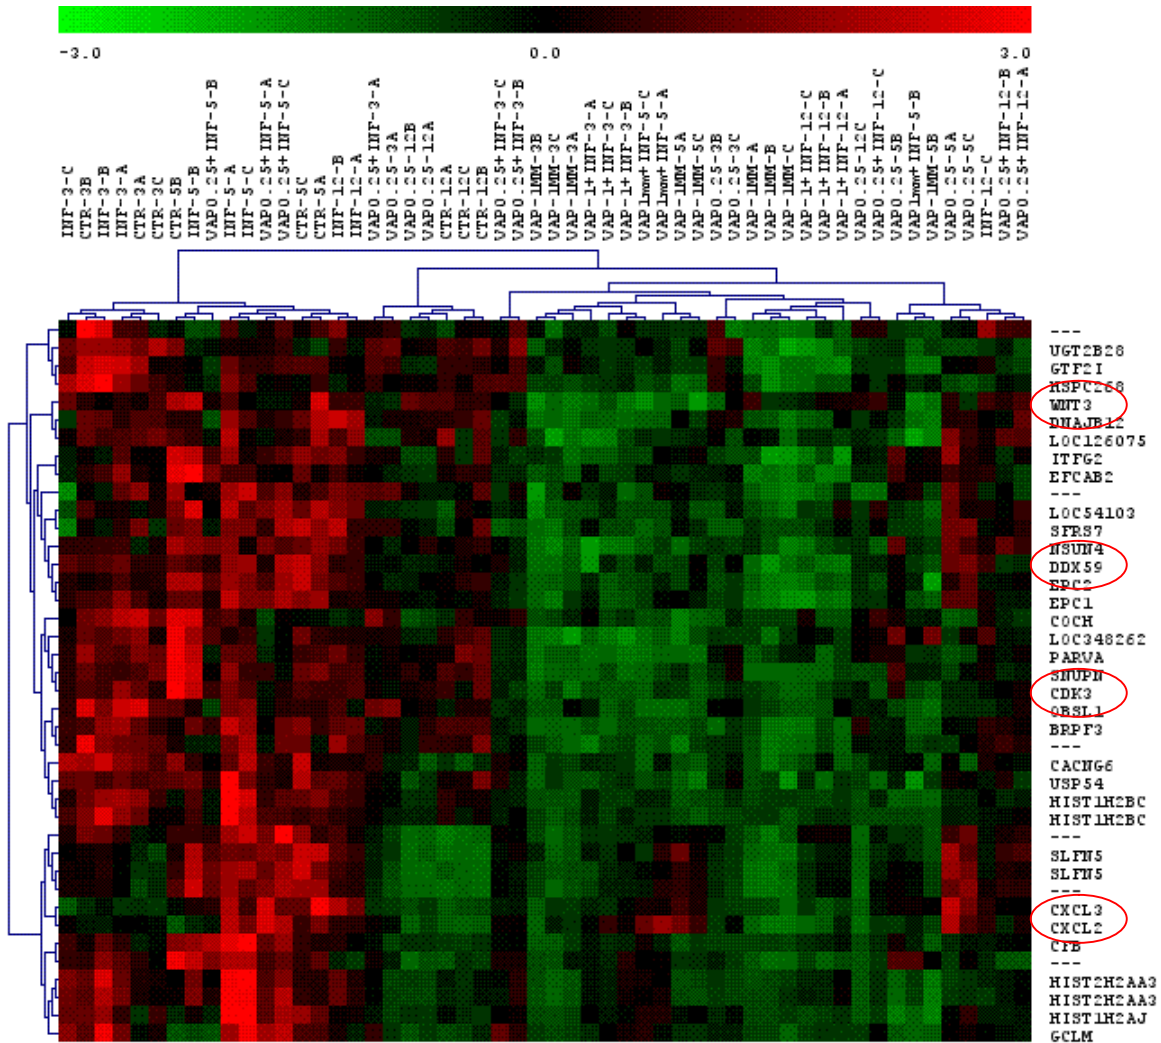 -3.0 0.0 3.0
INF-3-C
CTR-3B
INF-3-B
INF-3-A
CTR-3A
CTR-3C
CTR-5B
INF-5-B
VAP0.25+INF-5-B
INF-5-A
INF-5-C
VAP0.25+INF-5-A
VAP0.25+INF-5-C
CTR-5C
CTR-5A
INF-12-B
INF-12-A
VAP0.25+INF-3-A
VAP0.25-3A
VAP0.25-12B
VAP0.25-12A
CTR-12A
CTR-12C
CTR-12B
VAP0.25+INF-3-C
VAP0.25+INF-3-B
VAP-1MM-3B
VAP-1MM-3C
VAP-1MM-3A
VAP-1+INF-3-A
VAP-1+INF-3-C
VAP-1+INF-3-B
VAP1mm+INF-5-C
VAP1mm+INF-5-A
VAP-1MM-5A
VAP-1MM-5C
VAP0.25-3B
VAP0.25-3C
VAP-1MM-A
VAP-1MM-B
VAP-1MM-C
VAP-1+INF-12-C
VAP-1+INF-12-B
VAP-1+INF-12-A
VAP0.25-12C
VAP0.25+INF-12-C
VAP0.25-5B
VAP1mm+INF-5-B
VAP-1MM-5B
VAP0.25-5A
VAP0.25-5C
INF-12-C
VAP0.25+INF-12-B
VAP0.25+INF-12-A
---
UGT2B28
GTF2I
HSPC268
WNT3
DNAJB12
LOC126075
ITFG2
EFCAB2
---
LOC54103
SFRS7
NSUN4
DDX59
EPC2
EPC1
COCH
LOC348262
PARVA
SNUPN
CDK3
OBSL1
BRPF3
---
CACNG6
USP54
HIST1H2BC
HIST1H2BC
---
SLFN5
SLFN5
---
CXCL3
CXCL2
CFB
---
HIST2H2AA3
HIST2H2AA3
HIST1H2AJ
GCLM